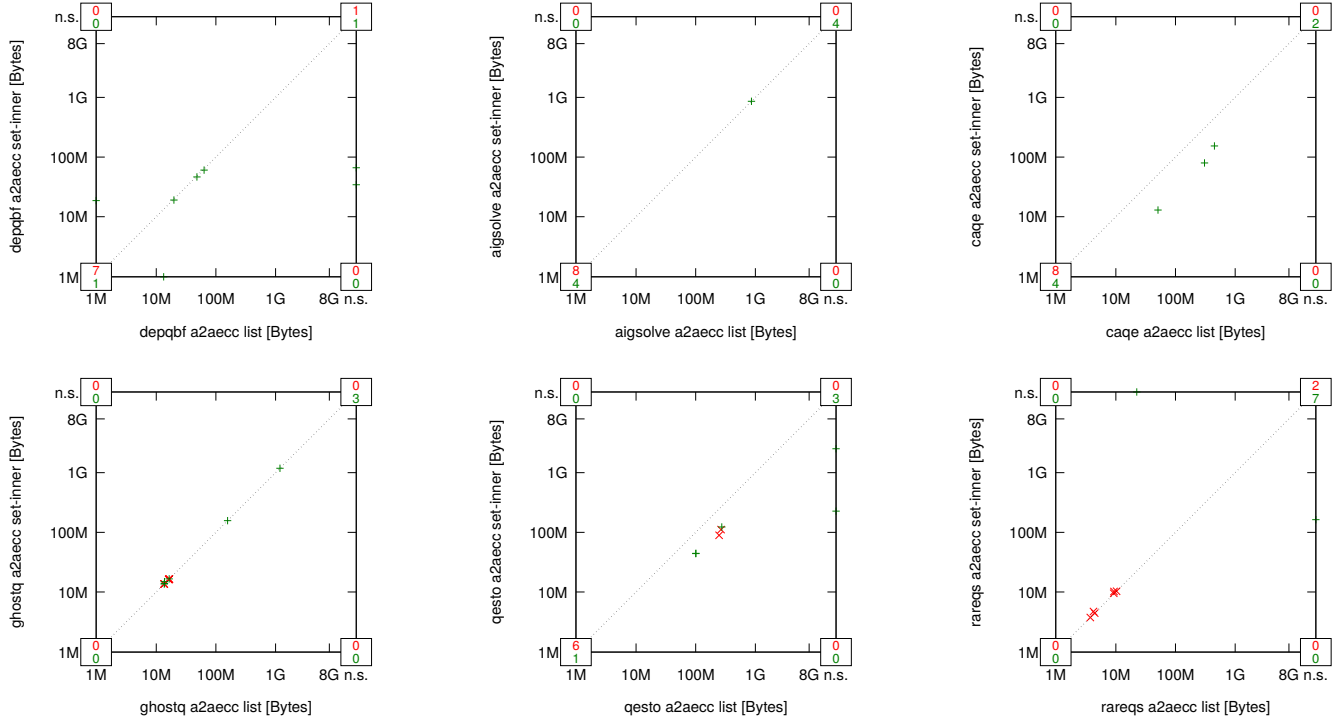 n.s.
0
0
1
1
8G
1G
100M
10M
1M
depqbf a2aecc set-inner [Bytes]
7
1
0
0
1M 10M 100M 1G 8G n.s.
depqbf a2aecc list [Bytes]
n.s.
0
0
0
4
8G
1G
100M
10M
1M
aigsolve a2aecc set-inner [Bytes]
8
4
0
0
1M 10M 100M 1G 8G n.s.
aigsolve a2aecc list [Bytes]
n.s.
0
0
0
2
8G
1G
100M
10M
1M
caqe a2aecc set-inner [Bytes]
8
4
0
0
1M 10M 100M 1G 8G n.s.
caqe a2aecc list [Bytes]
n.s.
0
0
0
3
8G
1G
100M
10M
1M
ghostq a2aecc set-inner [Bytes]
0
0
0
0
1M 10M 100M 1G 8G n.s.
ghostq a2aecc list [Bytes]
n.s.
0
0
0
3
8G
1G
100M
10M
1M
qesto a2aecc set-inner [Bytes]
6
1
0
0
1M 10M 100M 1G 8G n.s.
qesto a2aecc list [Bytes]
n.s.
0
0
2
7
8G
1G
100M
10M
1M
rareqs a2aecc set-inner [Bytes]
0
0
0
0
1M 10M 100M 1G 8G n.s.
rareqs a2aecc list [Bytes]